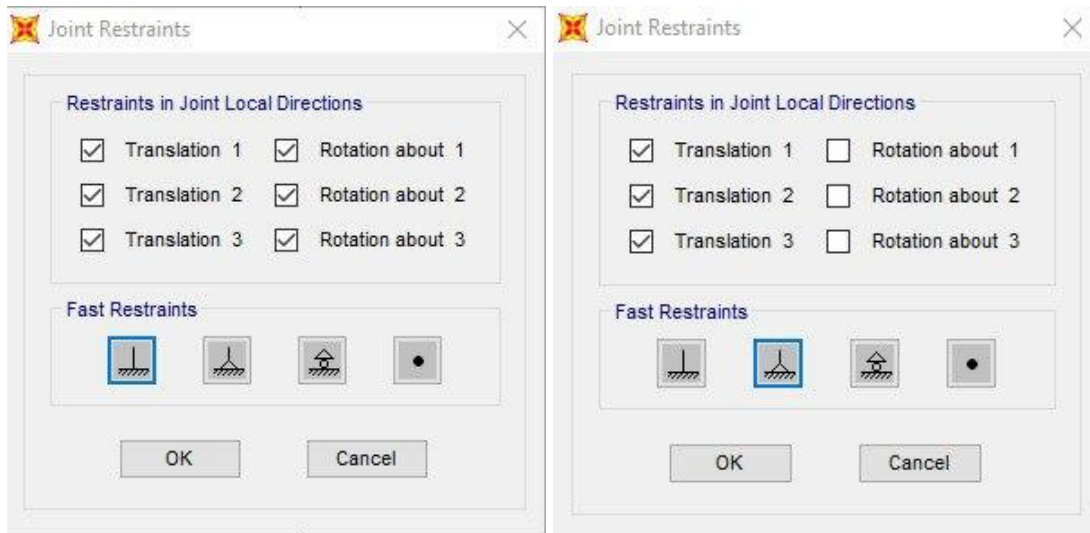 Joint Restraints
Restraints in Joint Local Directions
Translation 1 Rotation about 1
Translation 2 Rotation about 2
Translation 3 Rotation about 3
Fast Restraints
OK Cancel
Joint Restraints
Restraints in Joint Local Directions
Translation 1 Rotation about 1
Translation 2 Rotation about 2
Translation 3 Rotation about 3
Fast Restraints
OK Cancel